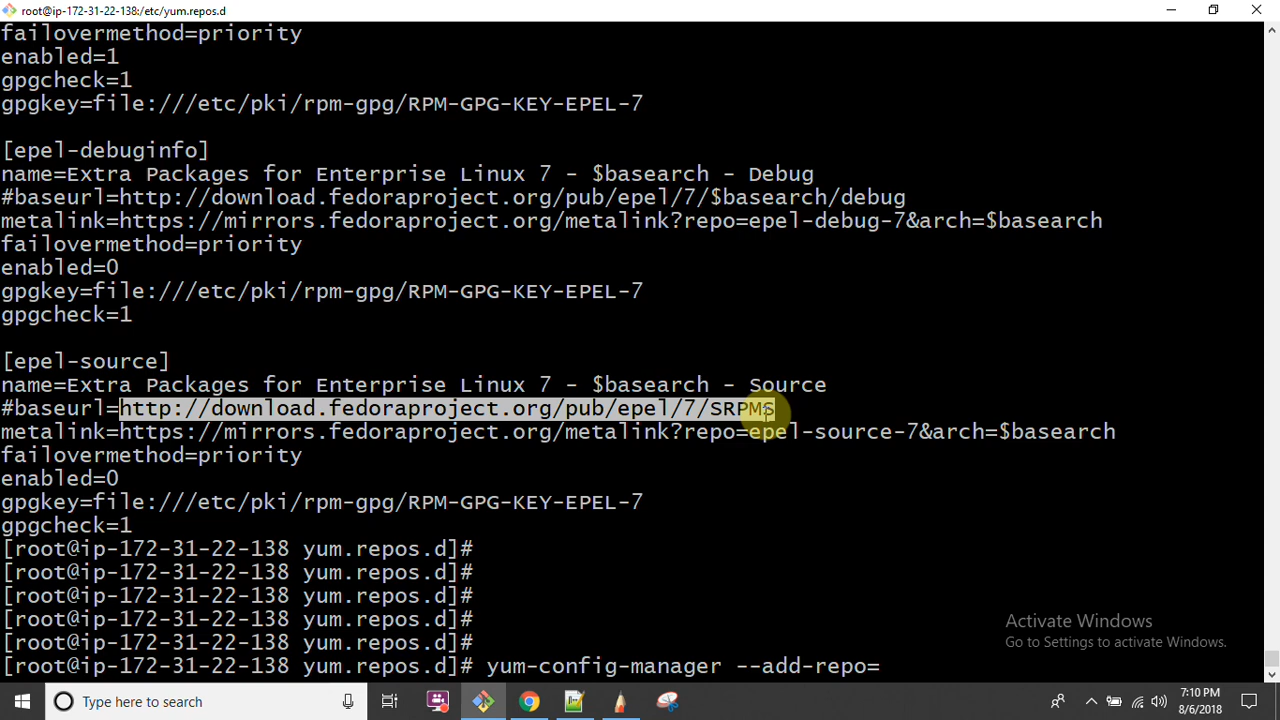 root@ip-172-31-22-138:/etc/yum.repos.d
failovermethod=priority
enabled=1
gpgcheck=1
gpgkey=file:///etc/pki/rpm-gpg/RPM-GPG-KEY-EPEL-7
[epel-debuginfo]
name=Extra Packages for Enterprise Linux 7 - $basearch - Debug
#baseurl=http://download.fedoraproject.org/pub/epel/7/$basearch/debug
metalink=https://mirrors.fedoraproject.org/metalink?repo=epel-debug-7&arch=$basearch
failovermethod=priority
enabled=0
gpgkey=file:///etc/pki/rpm-gpg/RPM-GPG-KEY-EPEL-7
gpgcheck=1
[epel-source]
name=Extra Packages for Enterprise Linux 7 - $basearch - Source
#baseurl=http://download.fedoraproject.org/pub/epel/7/SRPMS
metalink=https://mirrors.fedoraproject.org/metalink?repo=epel-source-7&arch=$basearch
failovermethod=priority
enabled=0
gpgkey=file:///etc/pki/rpm-gpg/RPM-GPG-KEY-EPEL-7
gpgcheck=1
[root@ip-172-31-22-138 yum.repos.d]#
[root@ip-172-31-22-138 yum.repos.d]#
[root@ip-172-31-22-138 yum.repos.d]#
[root@ip-172-31-22-138 yum.repos.d]#
[root@ip-172-31-22-138 yum.repos.d]#
[root@ip-172-31-22-138 yum.repos.d]# yum-config-manager --add-repo=
Activate Windows
Go to Settings to activate Windows.
Type here to search
7:10 PM
8/6/2018